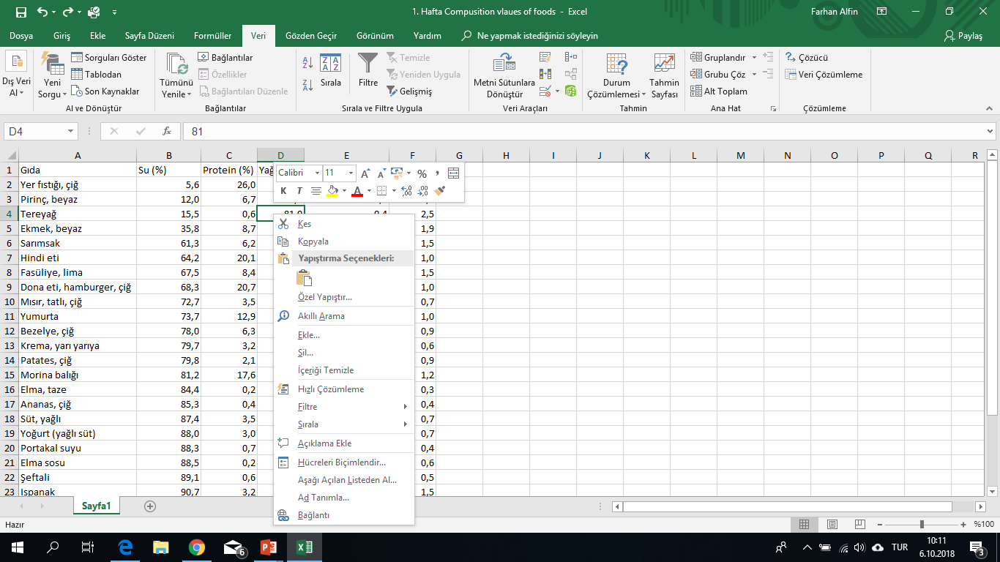 1. Hafta Compusition vlaues of foods - Excel
Farhan Alfin
Dosya Giriş Ekle Sayfa Düzeni Formüller Veri Gözden Geçir Görünüm Yardım Ne yapmak istediğinizi söyleyin Paylaş
Dış Veri Al
Yeni Sorgu
Sorguları Göster
Tablodan
Son Kaynaklar
Al ve Dönüştür
Tümünü Yenile
Bağlantılar
Özellikler
Bağlantıları Düzenle
Bağlantılar
Sırala
Filtre
Temizle
Yeniden Uygula
Gelişmiş
Sırala ve Filtre Uygula
Metni Sütunlara Dönüştür
Veri Araçları
Durum Çözümlemesi
Tahmin Sayfası
Tahmin
Gruplandır
Grubu Çöz
Alt Toplam
Ana Hat
Çözücü
Veri Çözümleme
Çözümleme
D4 fx 81
A B C D E F G H I J K L M N O P Q R
1 Gıda Su (%) Protein (%) Yağ
2 Yer fıstığı, çiğ 5,6 26,0
3 Pirinç, beyaz 12,0 6,7
4 Tereyağ 15,5 0,6 81,0 0,4 2,5
5 Ekmek, beyaz 35,8 8,7 1,9
6 Sarımsak 61,3 6,2 1,5
7 Hindi eti 64,2 20,1 1,0
8 Fasüliye, lima 67,5 8,4 1,5
9 Dona eti, hamburger, çiğ 68,3 20,7 1,0
10 Mısır, tatlı, çiğ 72,7 3,5 0,7
11 Yumurta 73,7 12,9 1,0
12 Bezelye, çiğ 78,0 6,3 0,9
13 Krema, yarı yarıya 79,7 3,2 0,6
14 Patates, çiğ 79,8 2,1 0,9
15 Morina balığı 81,2 17,6 1,2
16 Elma, taze 84,4 0,2 0,3
17 Ananas, çiğ 85,3 0,4 0,4
18 Süt, yağlı 87,4 3,5 0,7
19 Yoğurt (yağlı süt) 88,0 3,0 0,7
20 Portakal suyu 88,3 0,7 0,4
21 Elma sosu 88,5 0,2 0,6
22 Şeftali 89,1 0,6 0,5
23 Ispanak 90,7 3,2 1,5
Calibri 11 A A % ,
K T A
Kes
Kopyala
Yapıştırma Seçenekleri:
Özel Yapıştır...
Akıllı Arama
Ekle...
Sil...
İçeriği Temizle
Hızlı Çözümleme
Filtre
Sırala
Açıklama Ekle
Hücreleri Biçimlendir...
Aşağı Açılan Listeden Al...
Ad Tanımla...
Bağlantı
Sayfa1
Hazır
%100
6
TUR
10:11
6.10.2018
3